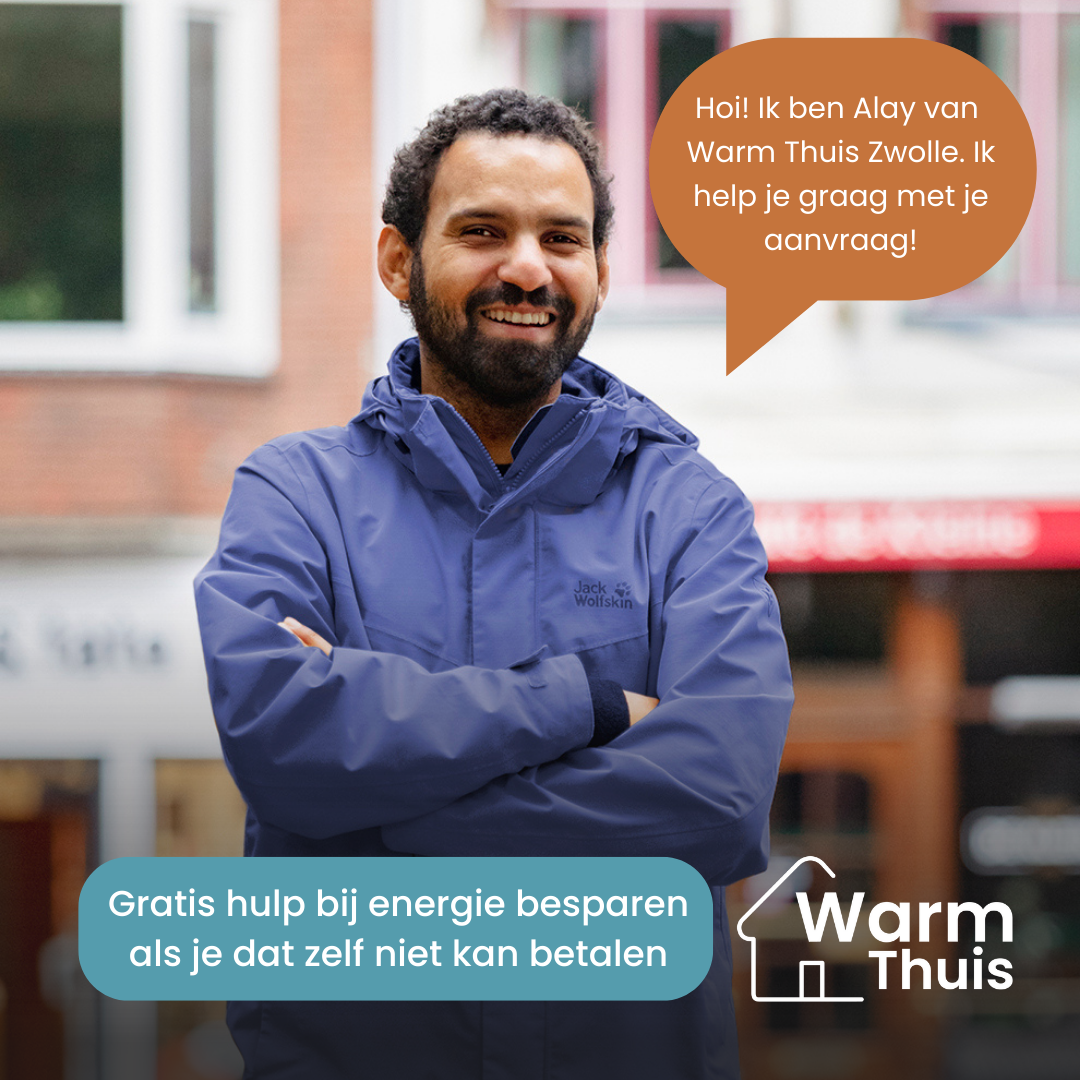 Hoi! Ik ben Alay van
Warm Thuis Zwolle. Ik
help je graag met je
aanvraag!
Jack
Wolfskin
Gratis hulp bij energie besparen
als je dat zelf niet kan betalen
Warm
Thuis